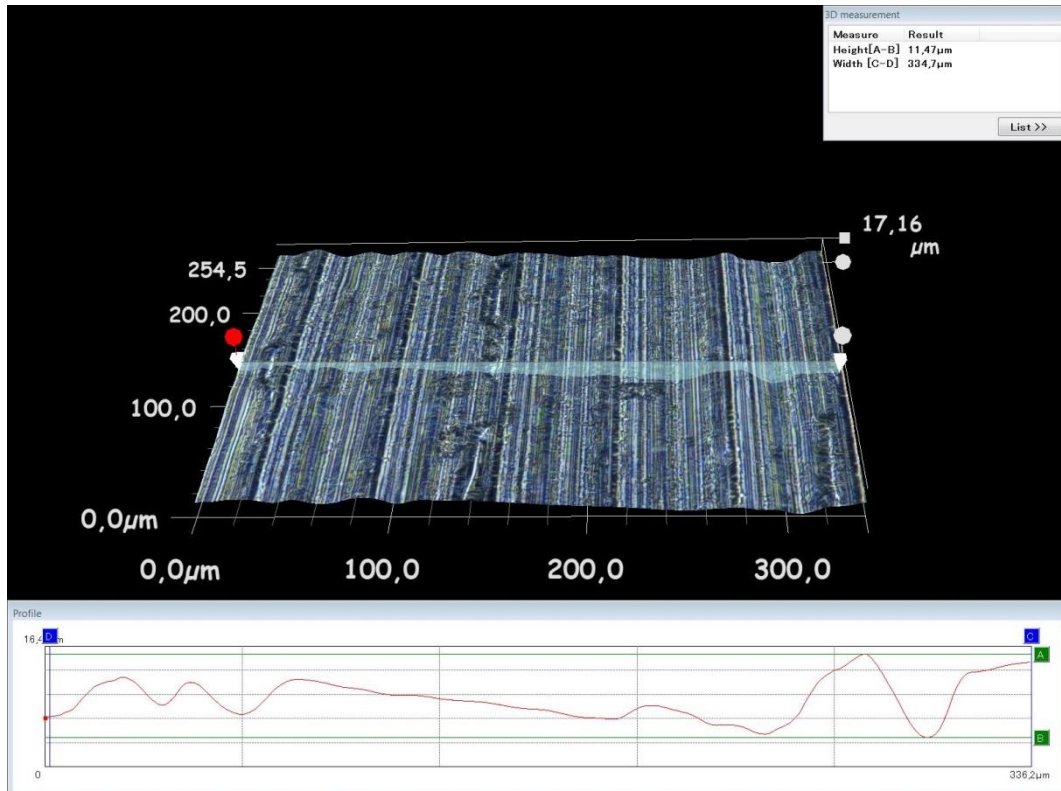 3D measurement
Measure Result
Height[A-B] 11,47µm
Width [C-D] 334,7µm
List >>
17,16
µm
254,5
200,0
100,0
0,0µm
0,0µm 100,0 200,0 300,0
Profile
D C
A
B
0 336,2µm